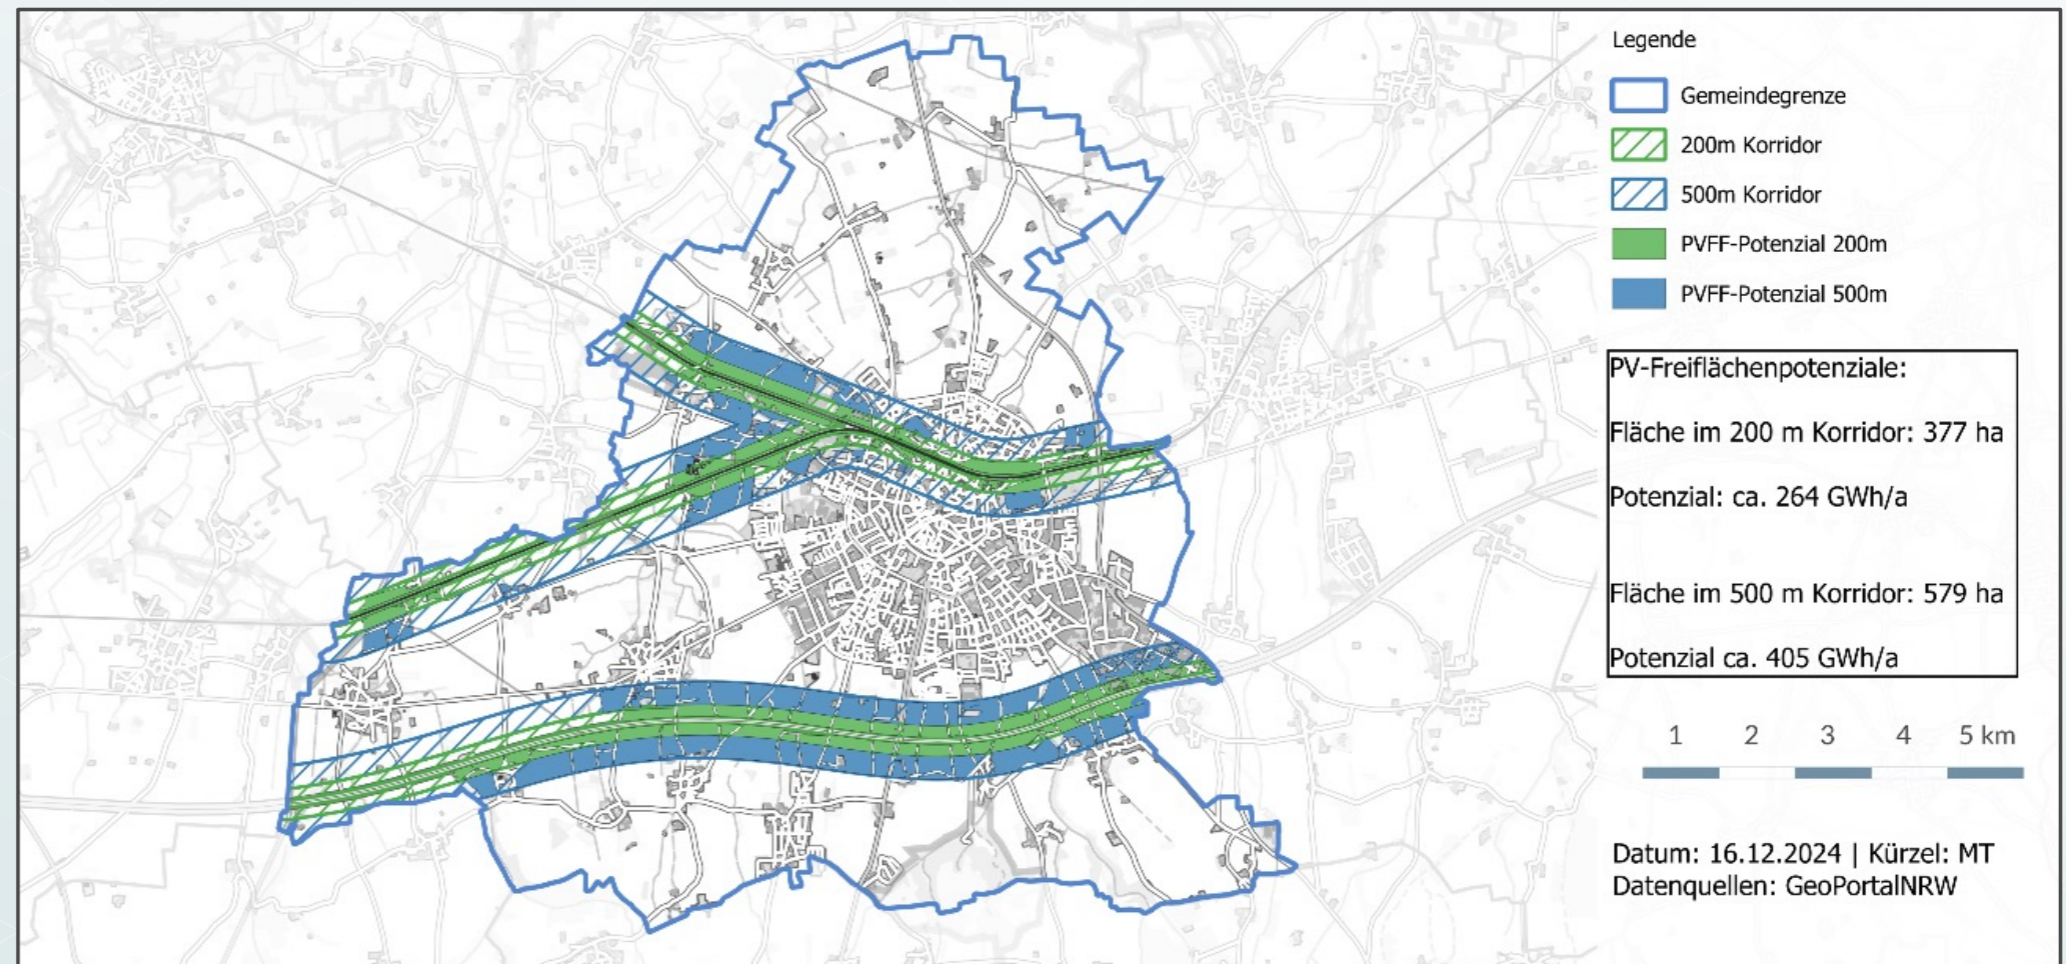 Legende
Gemeindegrenze
200m Korridor
500m Korridor
PVFF-Potenzial 200m
PVFF-Potenzial 500m
PV-Freiflächenpotenziale:
Fläche im 200 m Korridor: 377 ha
Potenzial: ca. 264 GWh/a
Fläche im 500 m Korridor: 579 ha
Potenzial ca. 405 GWh/a
1 2 3 4 5 km
Datum: 16.12.2024 | Kürzel: MT
Datenquellen: GeoPortalNRW